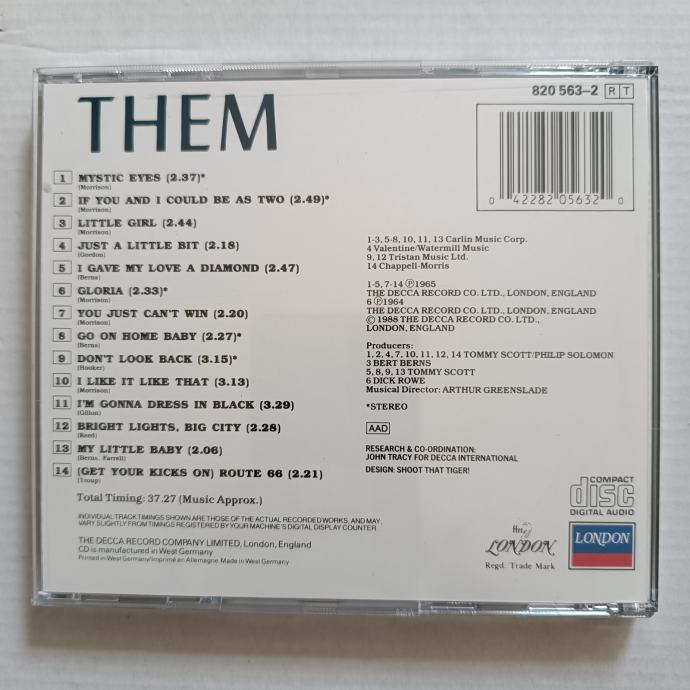 THEM
820 563–2 RT
0 42282 05632 0
1 MYSTIC EYES (2.37)*
(Morrison)
2 IF YOU AND I COULD BE AS TWO (2.49)*
(Morrison)
3 LITTLE GIRL (2.44)
(Morrison)
4 JUST A LITTLE BIT (2.18)
(Gordon)
5 I GAVE MY LOVE A DIAMOND (2.47)
(Berns)
6 GLORIA (2.33)*
(Morrison)
7 YOU JUST CAN'T WIN (2.20)
(Morrison)
8 GO ON HOME BABY (2.27)*
(Berns)
9 DON'T LOOK BACK (3.15)*
(Hooker)
10 I LIKE IT LIKE THAT (3.13)
(Morrison)
11 I'M GONNA DRESS IN BLACK (3.29)
(Gillon)
12 BRIGHT LIGHTS, BIG CITY (2.28)
(Reed)
13 MY LITTLE BABY (2.06)
(Berns, Farrell)
14 (GET YOUR KICKS ON) ROUTE 66 (2.21)
(Troup)
Total Timing: 37.27 (Music Approx.)
INDIVIDUAL TRACK TIMINGS SHOWN ARE THOSE OF THE ACTUAL RECORDED WORKS, AND MAY,
VARY SLIGHTLY FROM TIMINGS REGISTERED BY YOUR MACHINE'S DIGITAL DISPLAY COUNTER
THE DECCA RECORD COMPANY LIMITED, London, England
CD is manufactured in West Germany
Printed in West Germany/Imprimé en Allemagne. Made in West Germany
1-3, 5-8, 10, 11, 13 Carlin Music Corp.
4 Valentine/Watermill Music
9, 12 Tristan Music Ltd.
14 Chappell-Morris
1-5, 7-14 ℗1965
THE DECCA RECORD CO. LTD., LONDON, ENGLAND
6 ℗1964
THE DECCA RECORD CO. LTD., LONDON, ENGLAND
© 1988 THE DECCA RECORD CO. LTD.,
LONDON, ENGLAND
Producers:
1, 2, 4, 7, 10, 11, 12, 14 TOMMY SCOTT/PHILIP SOLOMON
3 BERT BERNS
5, 8, 9, 13 TOMMY SCOTT
6 DICK ROWE
Musical Director: ARTHUR GREENSLADE
*STEREO
AAD
RESEARCH & CO-ORDINATION:
JOHN TRACY FOR DECCA INTERNATIONAL
DESIGN: SHOOT THAT TIGER!
COMPACT
disc
DIGITAL AUDIO
ffrr
LONDON
Regd. Trade Mark
LONDON